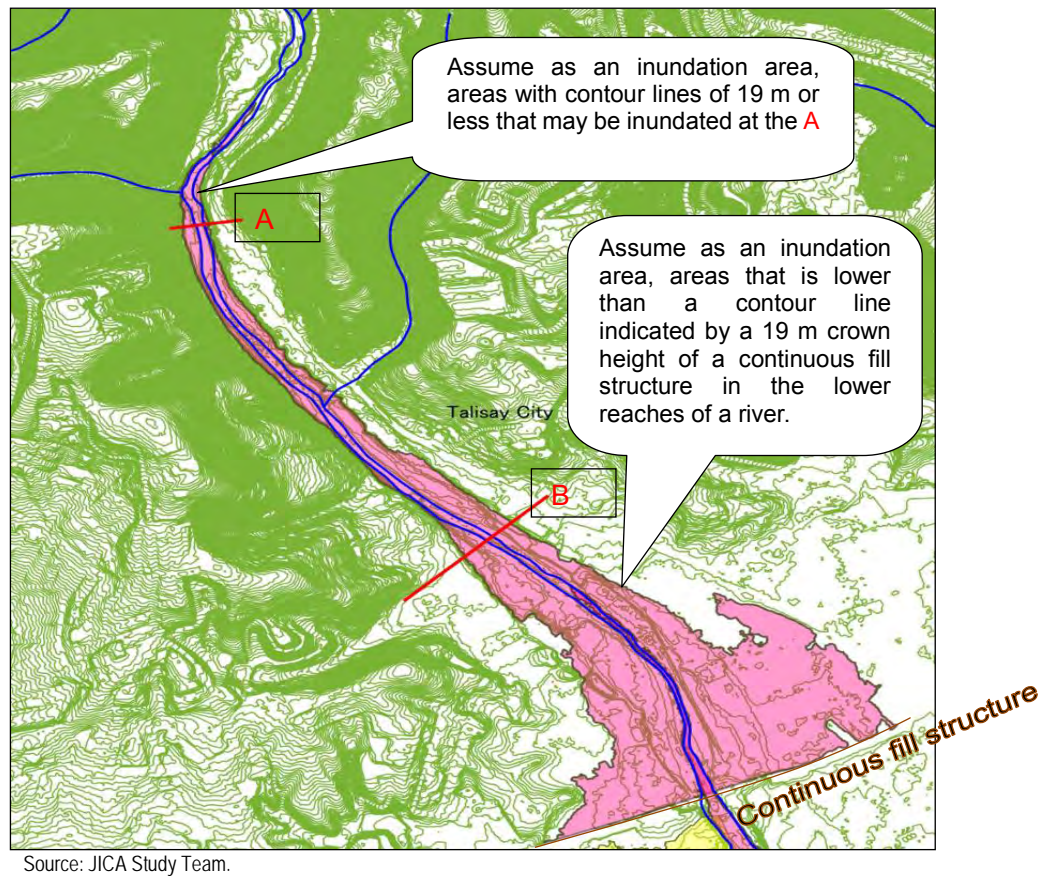 Assume as an inundation area,
areas with contour lines of 19 m or
less that may be inundated at the A
A
Assume as an inundation
area, areas that is lower
than a contour line
indicated by a 19 m crown
height of a continuous fill
structure in the lower
reaches of a river.
Talisay City
B
Continuous fill structure
Source: JICA Study Team.